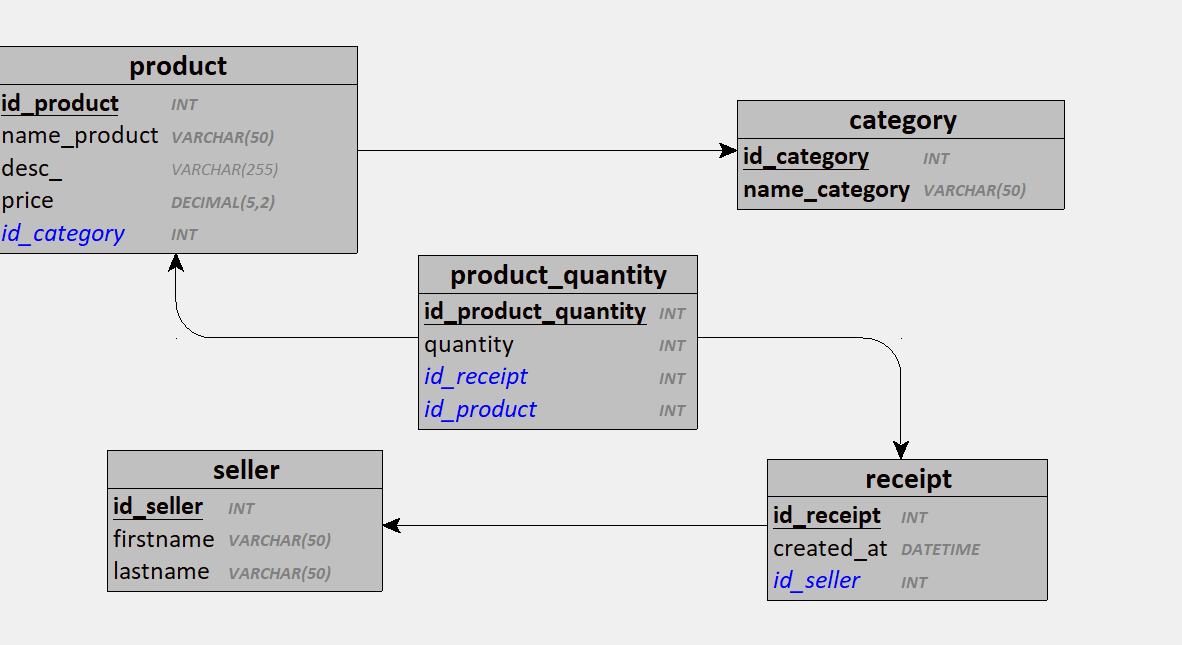 product
id_product INT
name_product VARCHAR(50)
desc_ VARCHAR(255)
price DECIMAL(5,2)
id_category INT
category
id_category INT
name_category VARCHAR(50)
product_quantity
id_product_quantity INT
quantity INT
id_receipt INT
id_product INT
seller
id_seller INT
firstname VARCHAR(50)
lastname VARCHAR(50)
receipt
id_receipt INT
created_at DATETIME
id_seller INT